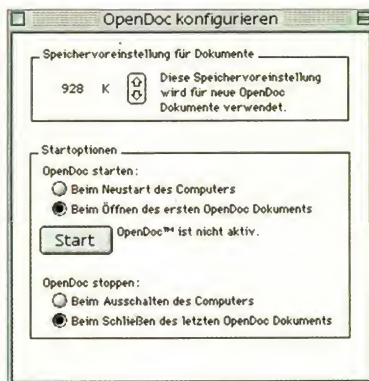 OpenDoc konfigurieren
Speichervoreinstellung für Dokumente
928 K
Diese Speichervoreinstellung
wird für neue OpenDoc
Dokumente verwendet.
Startoptionen
OpenDoc starten:
Beim Neustart des Computers
Beim Öffnen des ersten OpenDoc Dokuments
Start
OpenDoc™ ist nicht aktiv.
OpenDoc stoppen:
Beim Ausschalten des Computers
Beim Schließen des letzten OpenDoc Dokuments